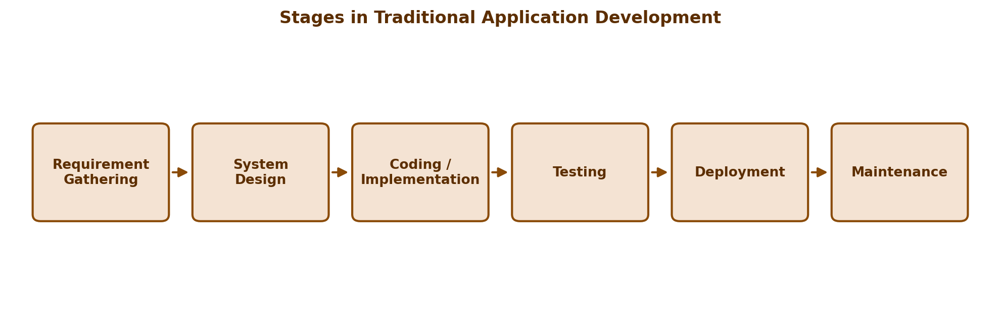 Stages in Traditional Application Development
Requirement
Gathering
System
Design
Coding /
Implementation
Testing
Deployment
Maintenance